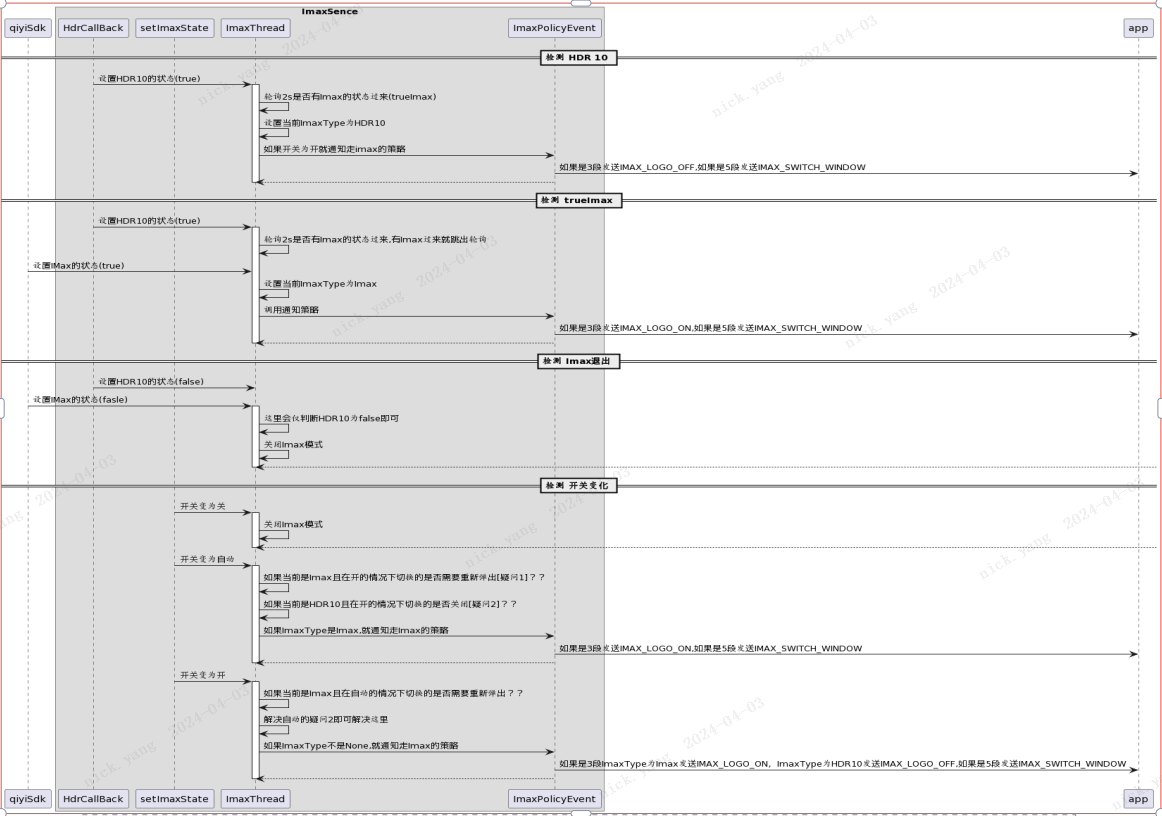 ImaxSence
qiyiSdk HdrCallBack setImaxState ImaxThread ImaxPolicyEvent app
检测 HDR 10
设置HDR10的状态(true)
轮询2s是否有Imax的状态过来(trueImax)
设置当前ImaxType为HDR10
如果开关为开就通知走imax的策略
如果是3段发送IMAX_LOGO_OFF,如果是5段发送IMAX_SWITCH_WINDOW
检测 trueImax
设置HDR10的状态(true)
轮询2s是否有Imax的状态过来,有Imax过来就跳出轮询
设置IMax的状态(true)
设置当前ImaxType为Imax
调用通知策略
如果是3段发送IMAX_LOGO_ON,如果是5段发送IMAX_SWITCH_WINDOW
检测 Imax退出
设置HDR10的状态(false)
设置IMax的状态(fasle)
这里会仅判断HDR10为false即可
关闭Imax模式
检测 开关变化
开关变为关
关闭Imax模式
开关变为自动
如果当前是Imax且在开的情况下切换的是否需要重新弹出[疑问1]？？
如果当前是HDR10且在开的情况下切换的是否关闭[疑问2]？？
如果ImaxType是Imax,就通知走Imax的策略
如果是3段发送IMAX_LOGO_ON,如果是5段发送IMAX_SWITCH_WINDOW
开关变为开
如果当前是Imax且在自动的情况下切换的是否需要重新弹出？？
解决自动的疑问2即可解决这里
如果ImaxType不是None,就通知走Imax的策略
如果是3段ImaxType为Imax发送IMAX_LOGO_ON，ImaxType为HDR10发送IMAX_LOGO_OFF,如果是5段发送IMAX_SWITCH_WINDOW
qiyiSdk HdrCallBack setImaxState ImaxThread ImaxPolicyEvent app
nick.yang 2024-04-03